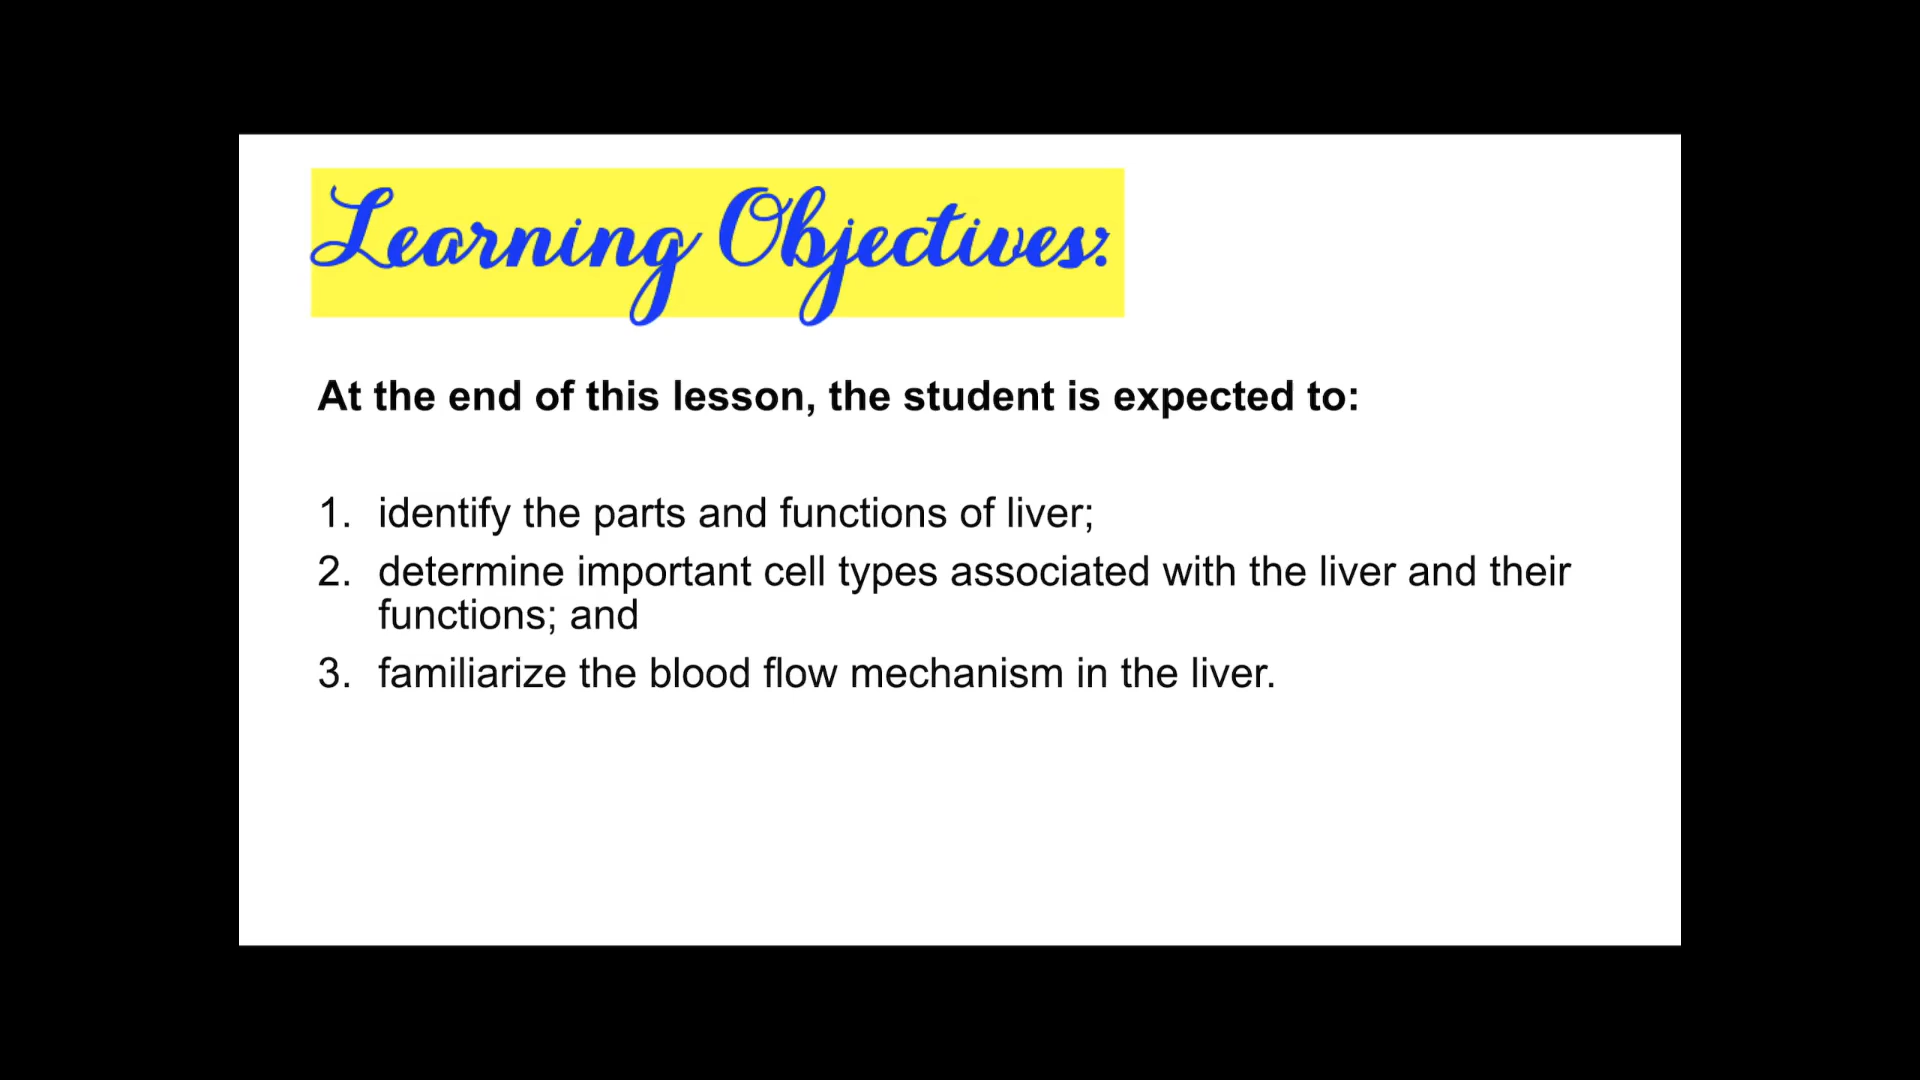 Learning Objectives:
At the end of this lesson, the student is expected to:
1. identify the parts and functions of liver;
2. determine important cell types associated with the liver and their
functions; and
3. familiarize the blood flow mechanism in the liver.